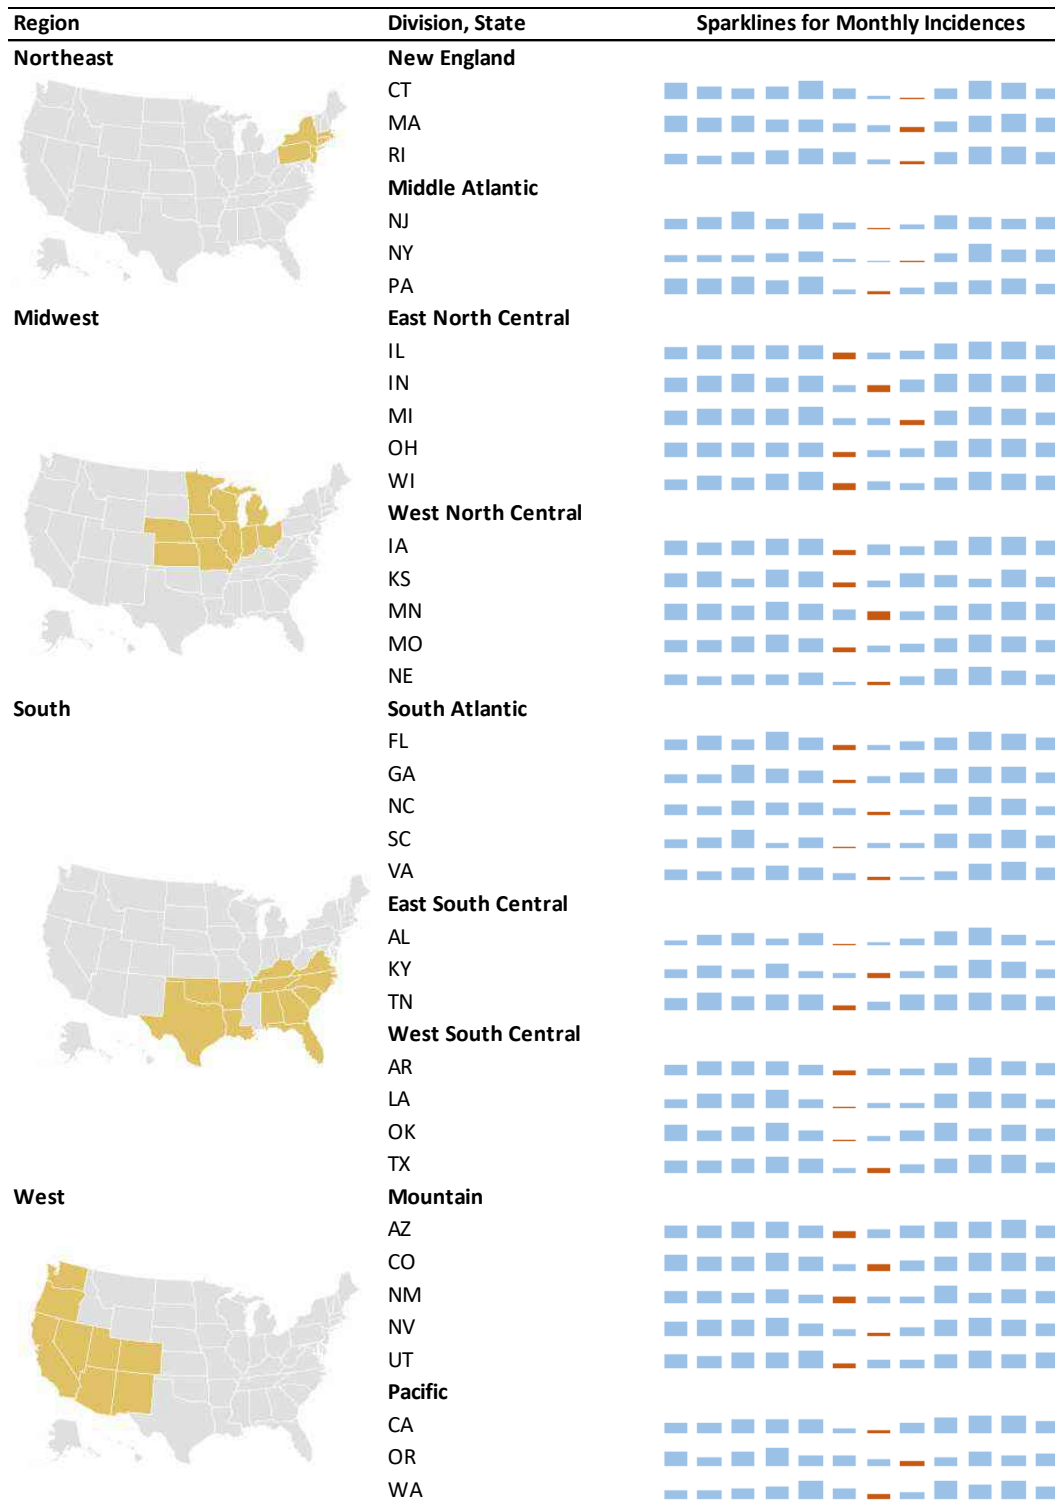 Region Division, State Sparklines for Monthly Incidences
Northeast New England
CT
MA
RI
Middle Atlantic
NJ
NY
PA
Midwest East North Central
IL
IN
MI
OH
WI
West North Central
IA
KS
MN
MO
NE
South South Atlantic
FL
GA
NC
SC
VA
East South Central
AL
KY
TN
West South Central
AR
LA
OK
TX
West Mountain
AZ
CO
NM
NV
UT
Pacific
CA
OR
WA